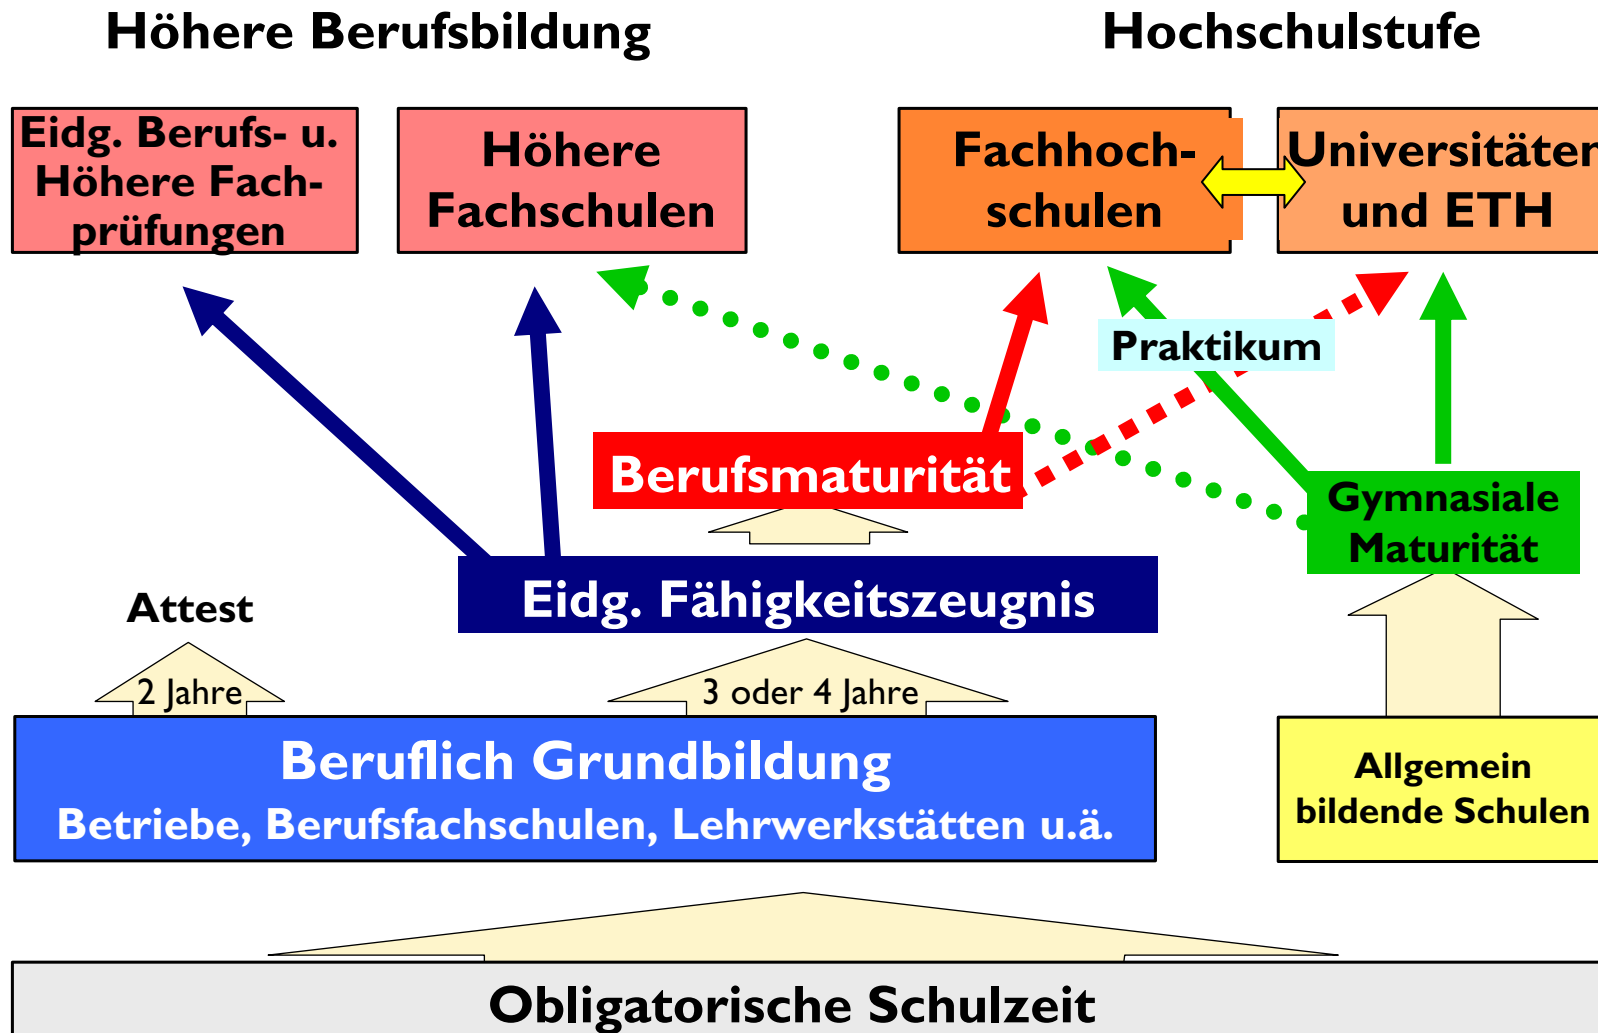 Höhere Berufsbildung
Hochschulstufe
Eidg. Berufs- u.
Höhere Fach-
prüfungen
Höhere
Fachschulen
Fachhoch-
schulen
Universitäten
und ETH
Praktikum
Berufsmaturität
Gymnasiale
Maturität
Eidg. Fähigkeitszeugnis
Attest
2 Jahre
3 oder 4 Jahre
Beruflich Grundbildung
Betriebe, Berufsfachschulen, Lehrwerkstätten u.ä.
Allgemein
bildende Schulen
Obligatorische Schulzeit